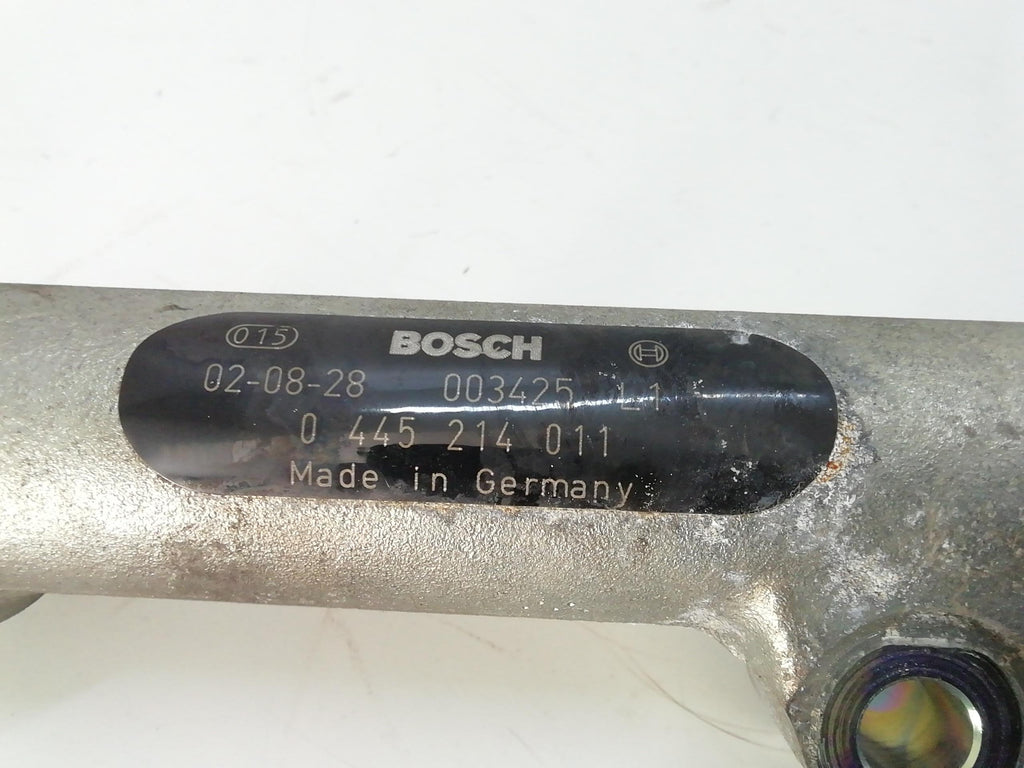 015 BOSCH
02-08-28 003425 L1
0 445 214 011
Made in Germany